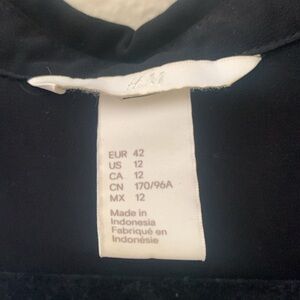 H&M
EUR 42
US 12
CA 12
CN 170/96A
MX 12
Made in
Indonesia
Fabriqué en
Indonésie